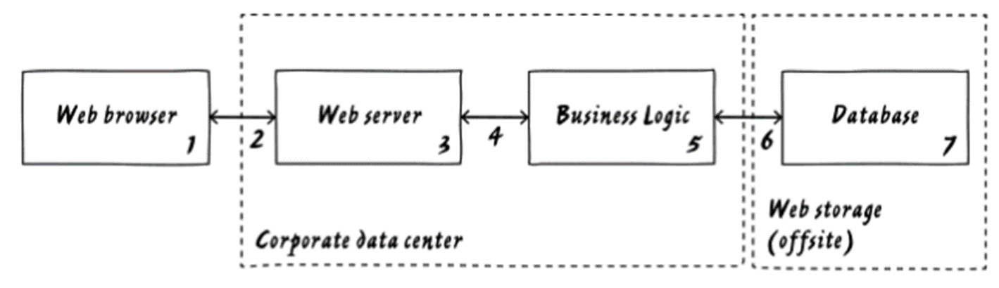 Web browser
1
2
Web server
3
4
Business Logic
5
6
Database
7
Corporate data center
Web storage
(offsite)